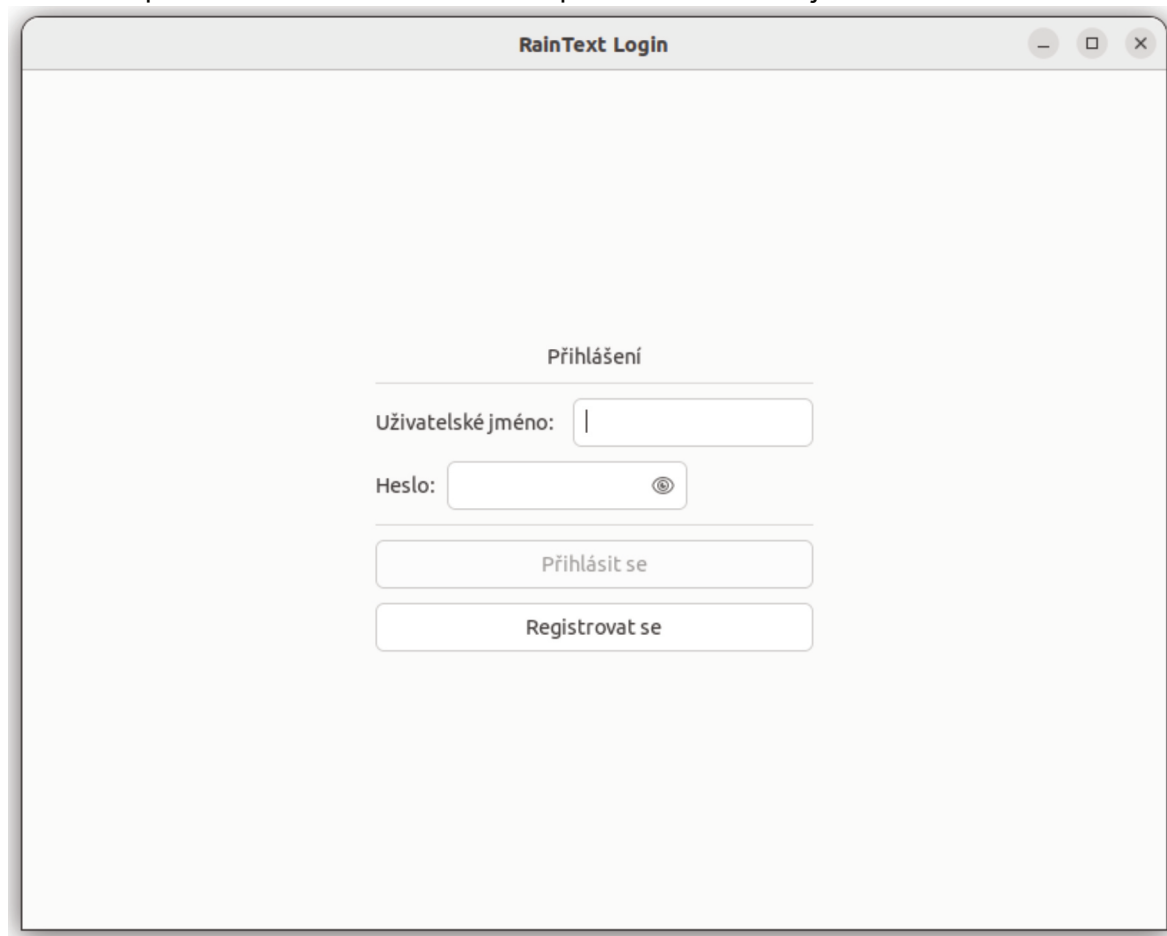 RainText Login
Přihlášení
Uživatelské jméno:
Heslo:
Přihlásit se
Registrovat se